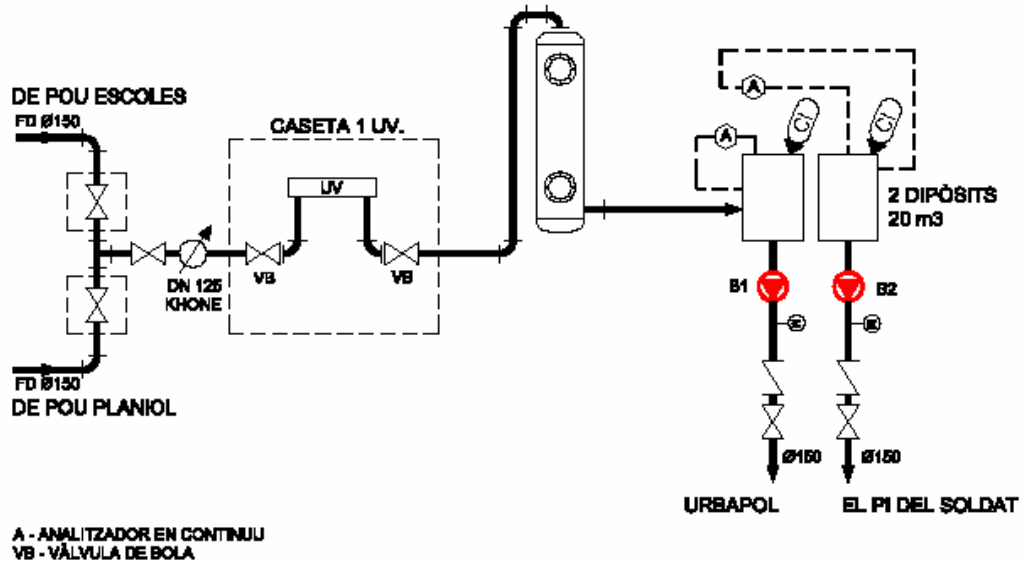 DE POU ESCOLES
FD Ø150
CASETA 1 UV.
UV
A
A
Cl
Cl
2 DIPÒSITS
20 m3
DN 125
KHONE
VB
VB
B1
B2
FD Ø150
DE POU PLANIOL
Ø150
Ø150
URBAPOL
EL PI DEL SOLDAT
A - ANALITZADOR EN CONTINUU
VB - VÀLVULA DE BOLA